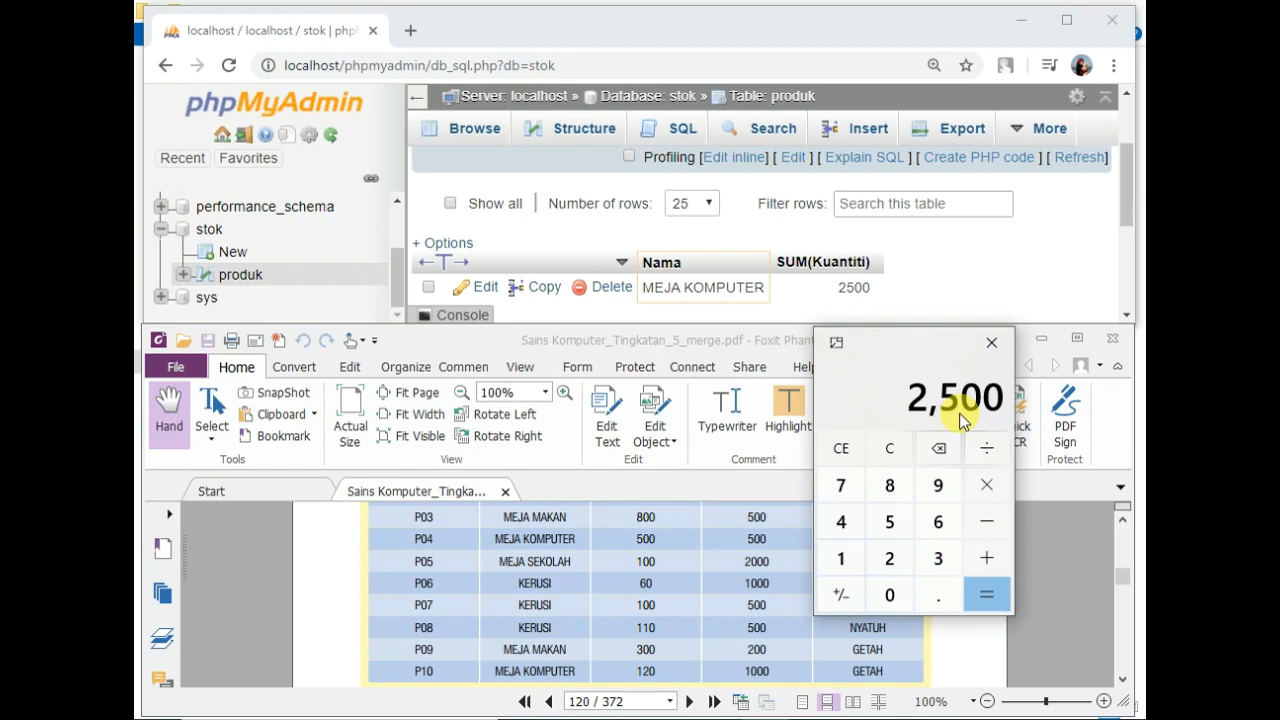 localhost / localhost / stok | phpl
localhost/phpmyadmin/db_sql.php?db=stok
phpMyAdmin
Recent Favorites
performance_schema
stok
New
produk
sys
Server: localhost » Database: stok » Table: produk
Browse Structure SQL Search Insert Export More
Profiling [Edit inline] [ Edit ] [ Explain SQL ] [ Create PHP code ] [ Refresh]
Show all Number of rows: 25 Filter rows: Search this table
+ Options
Nama SUM(Kuantiti)
Edit Copy Delete MEJA KOMPUTER 2500
Console
Sains Komputer_Tingkatan_5_merge.pdf - Foxit Phant
File Home Convert Edit Organize Commen Form Protect Connect Share Hel
View
Hand
Select
SnapShot
Clipboard
Bookmark
Tools
Actual Size
Fit Page
Fit Width
Fit Visible
100%
Rotate Left
Rotate Right
View
Edit Text
Edit Object
Edit
Typewriter
Highlight
Comment
PDF Sign
Protect
2,500
CE C ÷
7 8 9 ×
4 5 6 −
1 2 3 +
+/- 0 . =
Start Sains Komputer_Tingka...
P03 MEJA MAKAN 800 500
P04 MEJA KOMPUTER 500 500
P05 MEJA SEKOLAH 100 2000
P06 KERUSI 60 1000
P07 KERUSI 100 500
P08 KERUSI 110 500 NYATUH
P09 MEJA MAKAN 300 200 GETAH
P10 MEJA KOMPUTER 120 1000 GETAH
120 / 372
100%